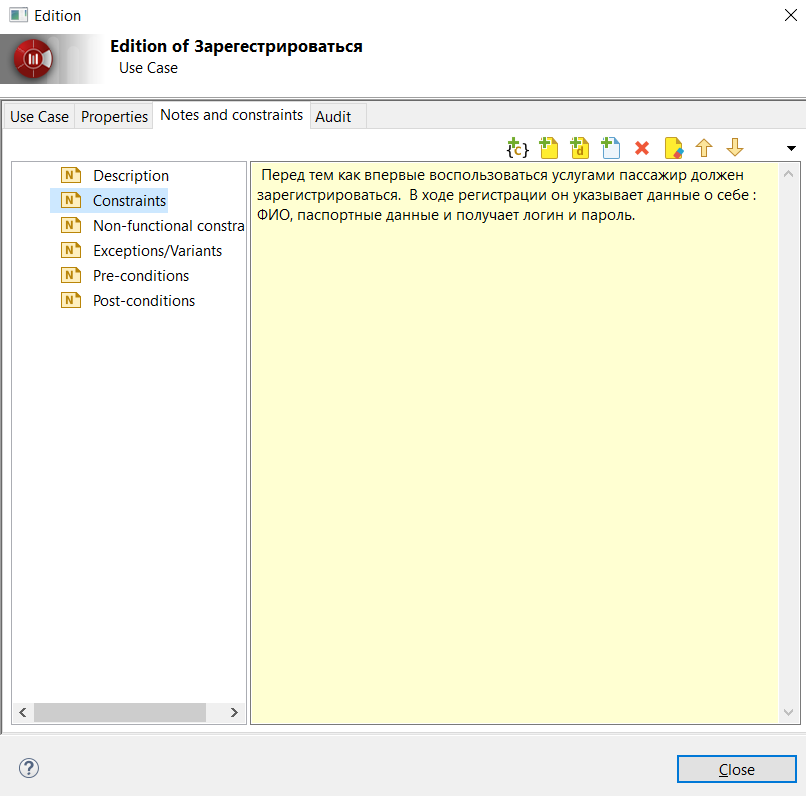 Edition
Edition of Зарегестрироваться
Use Case
Use Case Properties Notes and constraints Audit
Description
Constraints
Non-functional constra
Exceptions/Variants
Pre-conditions
Post-conditions
Перед тем как впервые воспользоваться услугами пассажир должен
зарегистрироваться. В ходе регистрации он указывает данные о себе :
ФИО, паспортные данные и получает логин и пароль.
Close